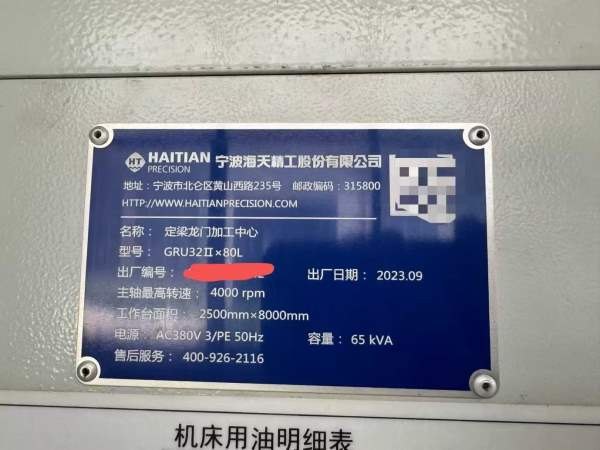 HT HAITIAN PRECISION 宁波海天精工股份有限公司
地址：宁波市北仑区黄山西路235号 邮政编码：315800
HTTP://WWW.HAITIANPRECISION.COM
名称： 定梁龙门加工中心
型号： GRU32Ⅱ×80L
出厂编号： 出厂日期： 2023.09
主轴最高转速： 4000 rpm
工作台面积： 2500mm×8000mm
电源： AC380V 3/PE 50Hz 容量： 65 kVA
售后服务： 400-926-2116
机床用油明细表